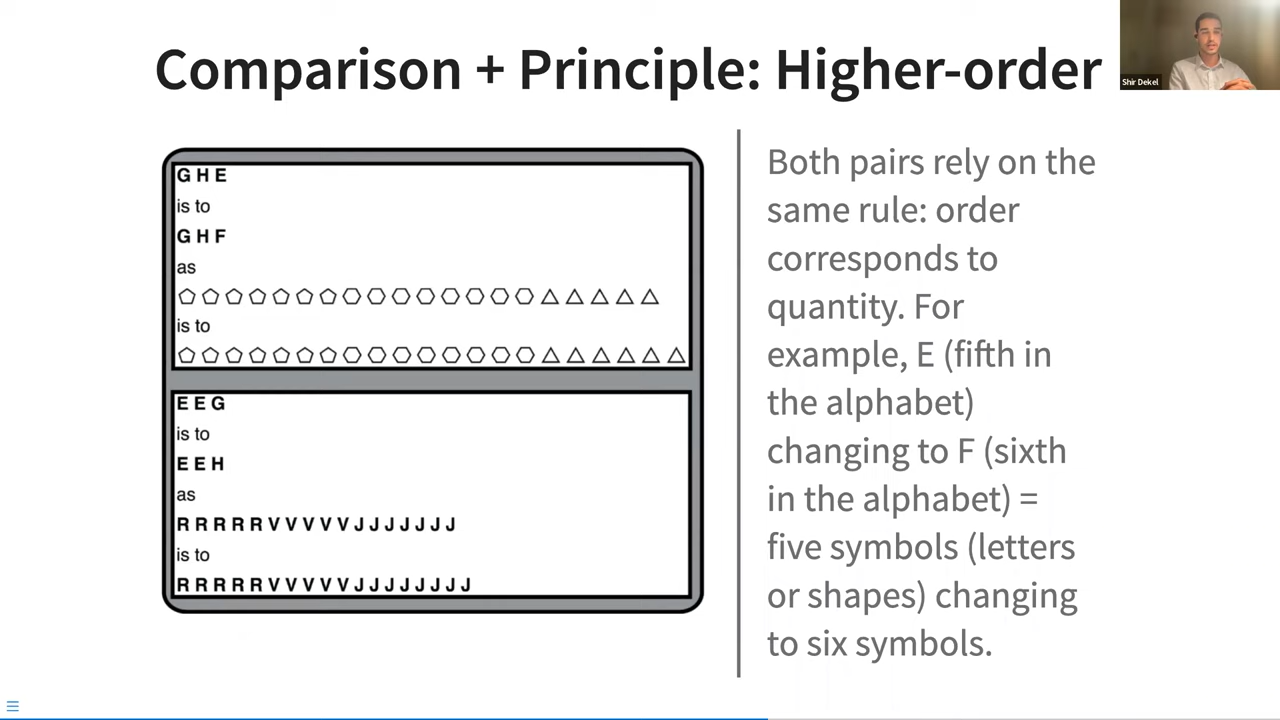 Comparison + Principle: Higher-order
Shir Dekel
G H E
is to
G H F
as
is to
E E G
is to
E E H
as
R R R R R V V V V V J J J J J J J
is to
R R R R R V V V V V J J J J J J J J
Both pairs rely on the
same rule: order
corresponds to
quantity. For
example, E (fifth in
the alphabet)
changing to F (sixth
in the alphabet) =
five symbols (letters
or shapes) changing
to six symbols.